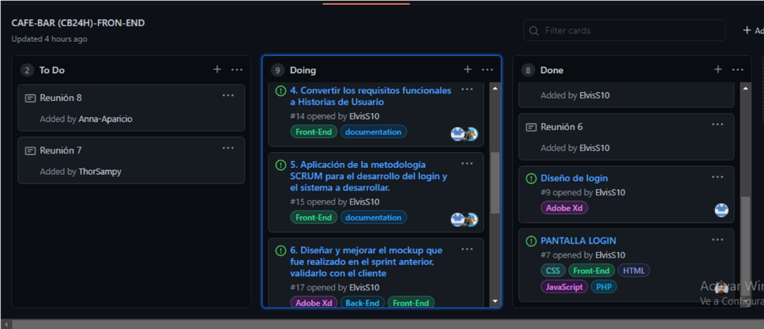 CAFE-BAR (CB24H)-FRON-END
Updated 4 hours ago
Filter cards
+ Ad
2 To Do
Reunión 8
Added by Anna-Aparicio
Reunión 7
Added by ThorSampy
9 Doing
4. Convertir los requisitos funcionales
a Historias de Usuario
#14 opened by ElvisS10
Front-End documentation
5. Aplicación de la metodología
SCRUM para el desarrollo del login y
el sistema a desarrollar.
#15 opened by ElvisS10
Front-End documentation
6. Diseñar y mejorar el mockup que
fue realizado en el sprint anterior,
validarlo con el cliente
#17 opened by ElvisS10
Adobe Xd Back-End Front-End
8 Done
Added by ElvisS10
Reunión 6
Added by ElvisS10
Diseño de login
#9 opened by ElvisS10
Adobe Xd
PANTALLA LOGIN
#7 opened by ElvisS10
CSS Front-End HTML
JavaScript PHP
Activar Win
Ve a Configura